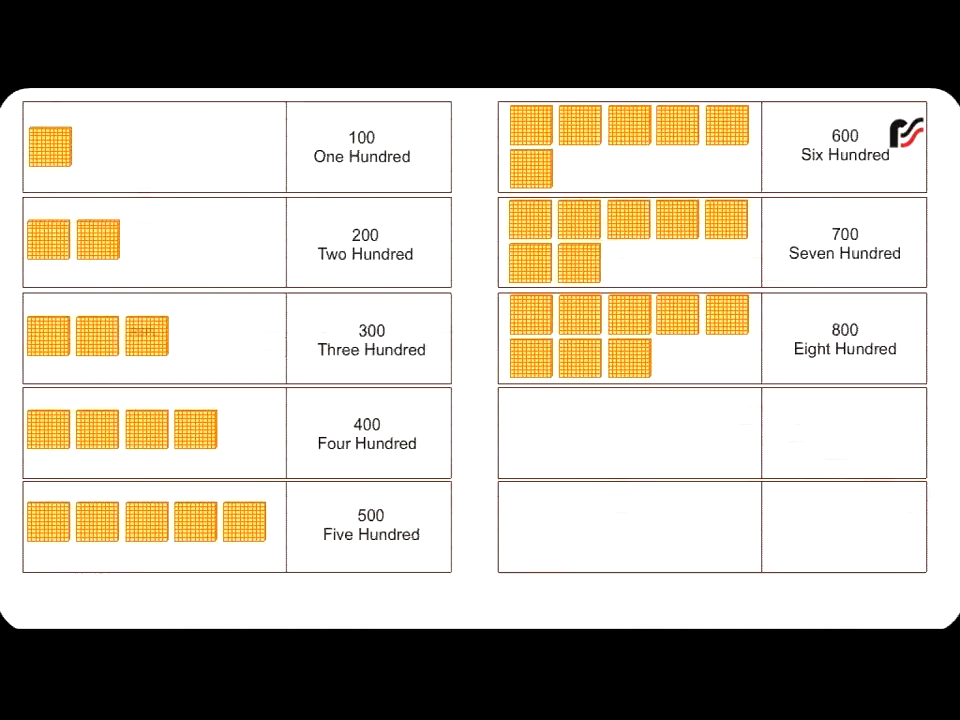 100
One Hundred
200
Two Hundred
300
Three Hundred
400
Four Hundred
500
Five Hundred
600
Six Hundred
700
Seven Hundred
800
Eight Hundred